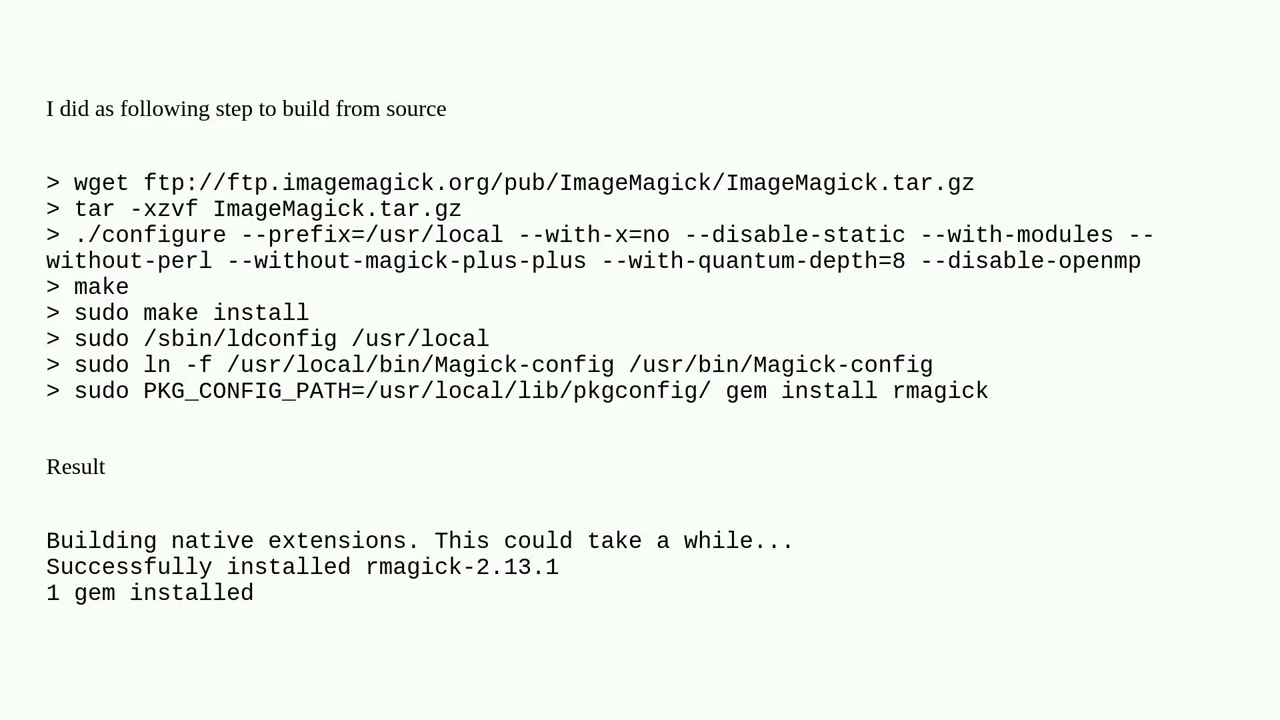 I did as following step to build from source
> wget ftp://ftp.imagemagick.org/pub/ImageMagick/ImageMagick.tar.gz
> tar -xzvf ImageMagick.tar.gz
> ./configure --prefix=/usr/local --with-x=no --disable-static --with-modules --
without-perl --without-magick-plus-plus --with-quantum-depth=8 --disable-openmp
> make
> sudo make install
> sudo /sbin/ldconfig /usr/local
> sudo ln -f /usr/local/bin/Magick-config /usr/bin/Magick-config
> sudo PKG_CONFIG_PATH=/usr/local/lib/pkgconfig/ gem install rmagick
Result
Building native extensions. This could take a while...
Successfully installed rmagick-2.13.1
1 gem installed